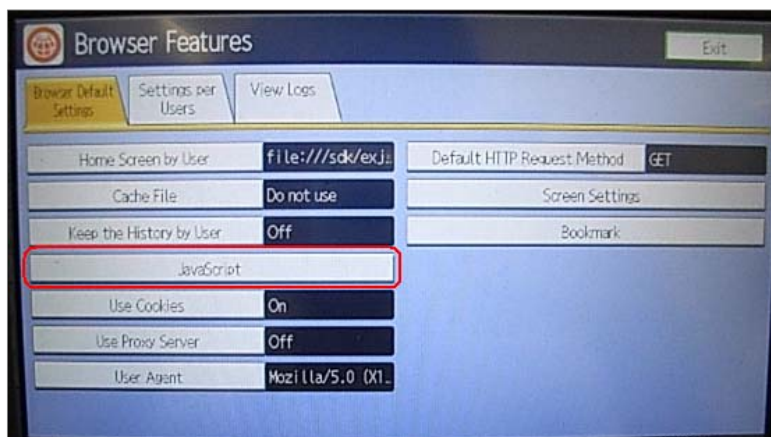 Browser Features
Exit
Browser Default
Settings
Settings per
Users
View Logs
Home Screen by User
file:///sdk/exj
Default HTTP Request Method
GET
Cache File
Do not use
Screen Settings
Keep the History by User
Off
Bookmark
JavaScript
Use Cookies
On
Use Proxy Server
Off
User Agent
Mozilla/5.0 (X1